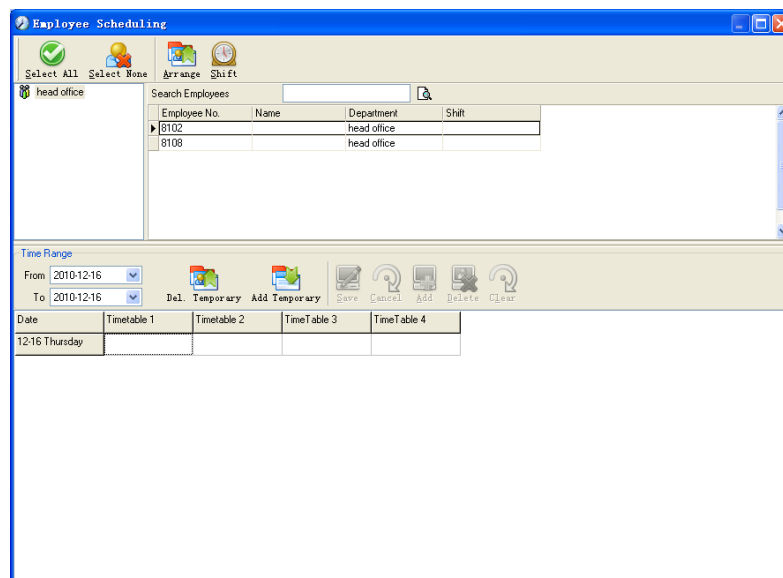 Employee Scheduling
Select All Select None Arrange Shift
head office
Search Employees
Employee No. Name Department Shift
8102 head office
8108 head office
Time Range
From 2010-12-16
To 2010-12-16
Del. Temporary Add Temporary Save Cancel Add Delete Clear
Date Timetable 1 Timetable 2 TimeTable 3 TimeTable 4
12-16 Thursday